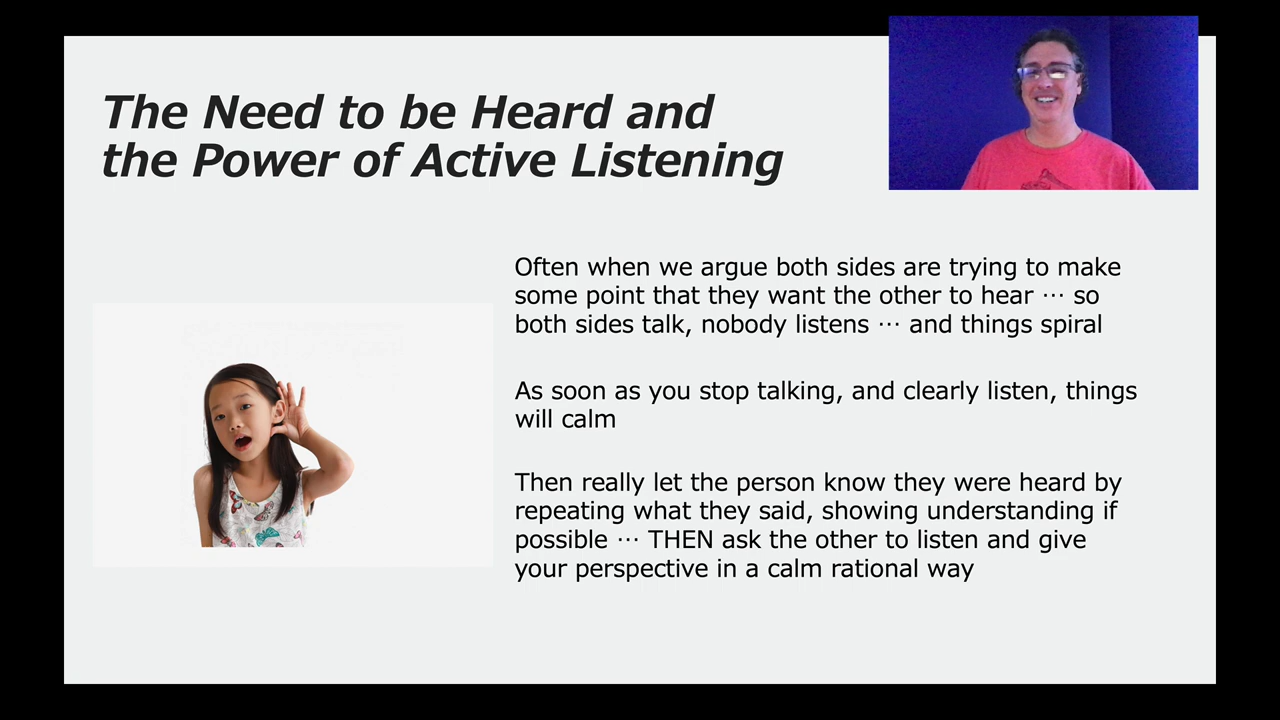 The Need to be Heard and
the Power of Active Listening
Often when we argue both sides are trying to make
some point that they want the other to hear ··· so
both sides talk, nobody listens ··· and things spiral
As soon as you stop talking, and clearly listen, things
will calm
Then really let the person know they were heard by
repeating what they said, showing understanding if
possible ··· THEN ask the other to listen and give
your perspective in a calm rational way